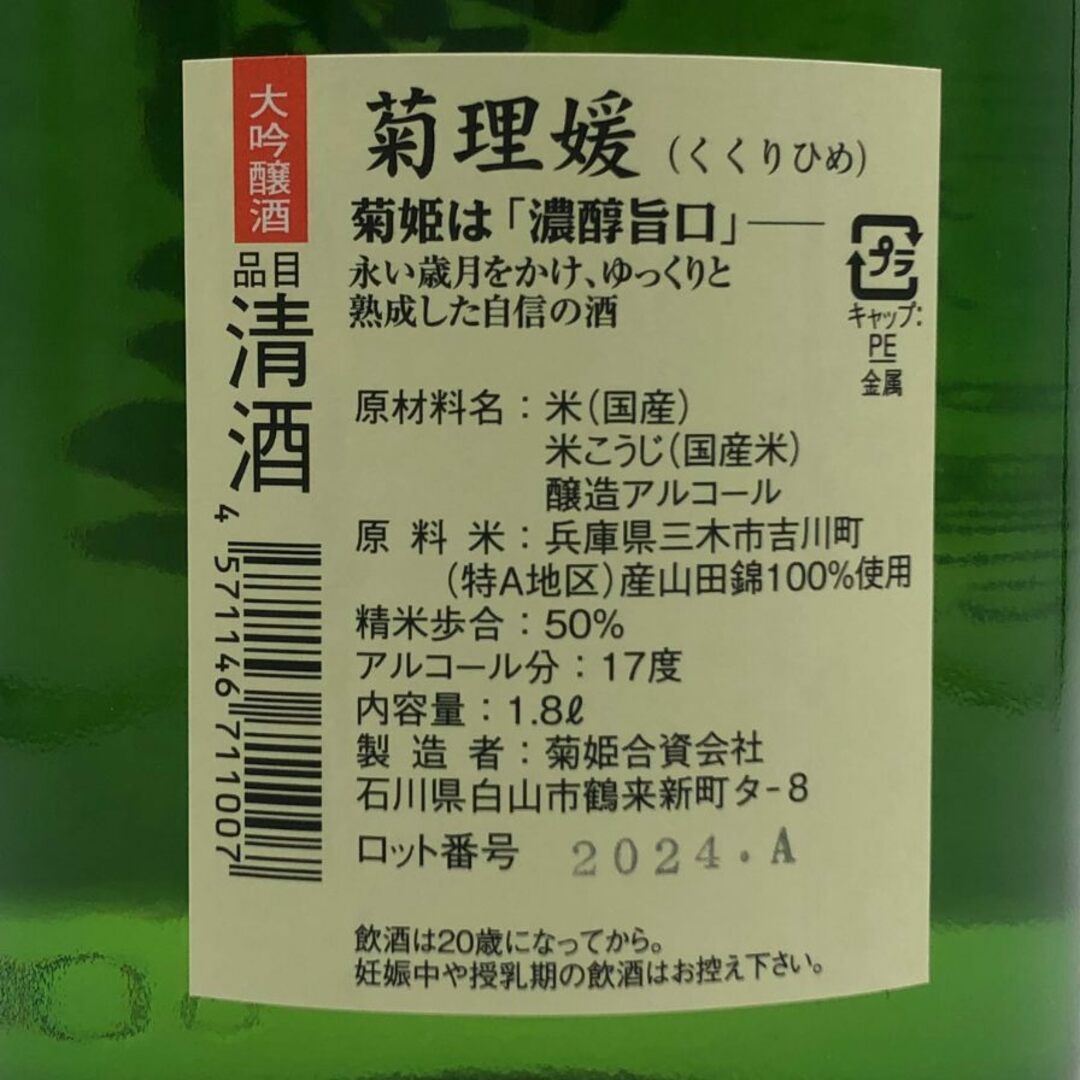 大吟醸酒
品目
清酒
4 571146 711007
菊理媛(くくりひめ)
菊姫は「濃醇旨口」――
永い歳月をかけ、ゆっくりと
熟成した自信の酒
プラ
キャップ:
PE
金属
原材料名:米(国産)
米こうじ(国産米)
醸造アルコール
原料米:兵庫県三木市吉川町
(特A地区)産山田錦100%使用
精米歩合:50%
アルコール分:17度
内容量:1.8ℓ
製造者:菊姫合資会社
石川県白山市鶴来新町タ-8
ロット番号 2024.A
飲酒は20歳になってから。
妊娠中や授乳期の飲酒はお控え下さい。